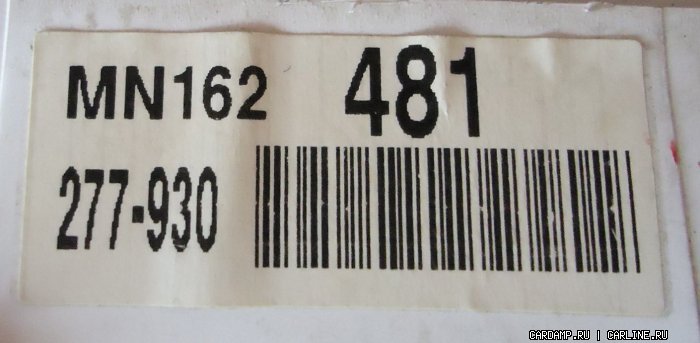 MN162 481
277-930
CARDAMP.RU | CARLINE.RU